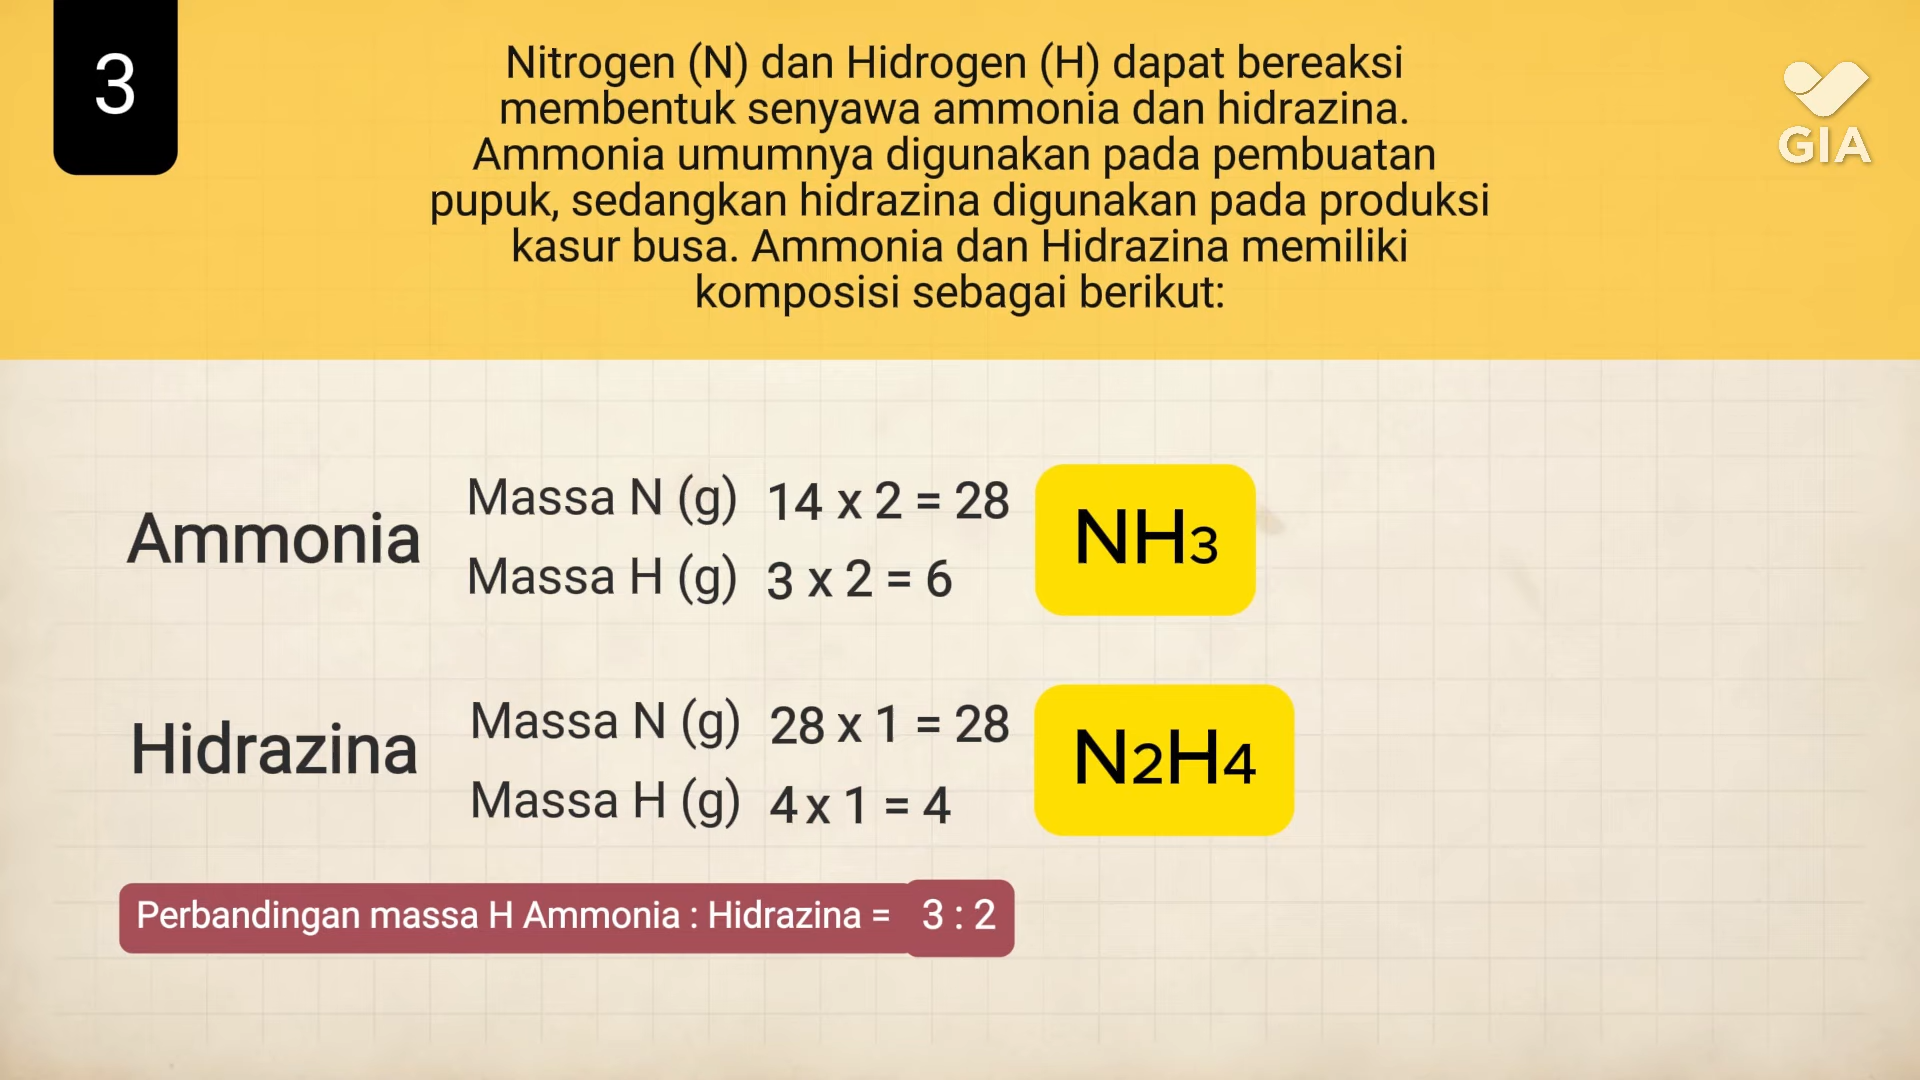 3
Nitrogen (N) dan Hidrogen (H) dapat bereaksi
membentuk senyawa ammonia dan hidrazina.
Ammonia umumnya digunakan pada pembuatan
pupuk, sedangkan hidrazina digunakan pada produksi
kasur busa. Ammonia dan Hidrazina memiliki
komposisi sebagai berikut:
GIA
Ammonia
Massa N (g) 14 x 2 = 28
Massa H (g) 3 x 2 = 6
NH₃
Hidrazina
Massa N (g) 28 x 1 = 28
Massa H (g) 4 x 1 = 4
N₂H₄
Perbandingan massa H Ammonia : Hidrazina = 3 : 2